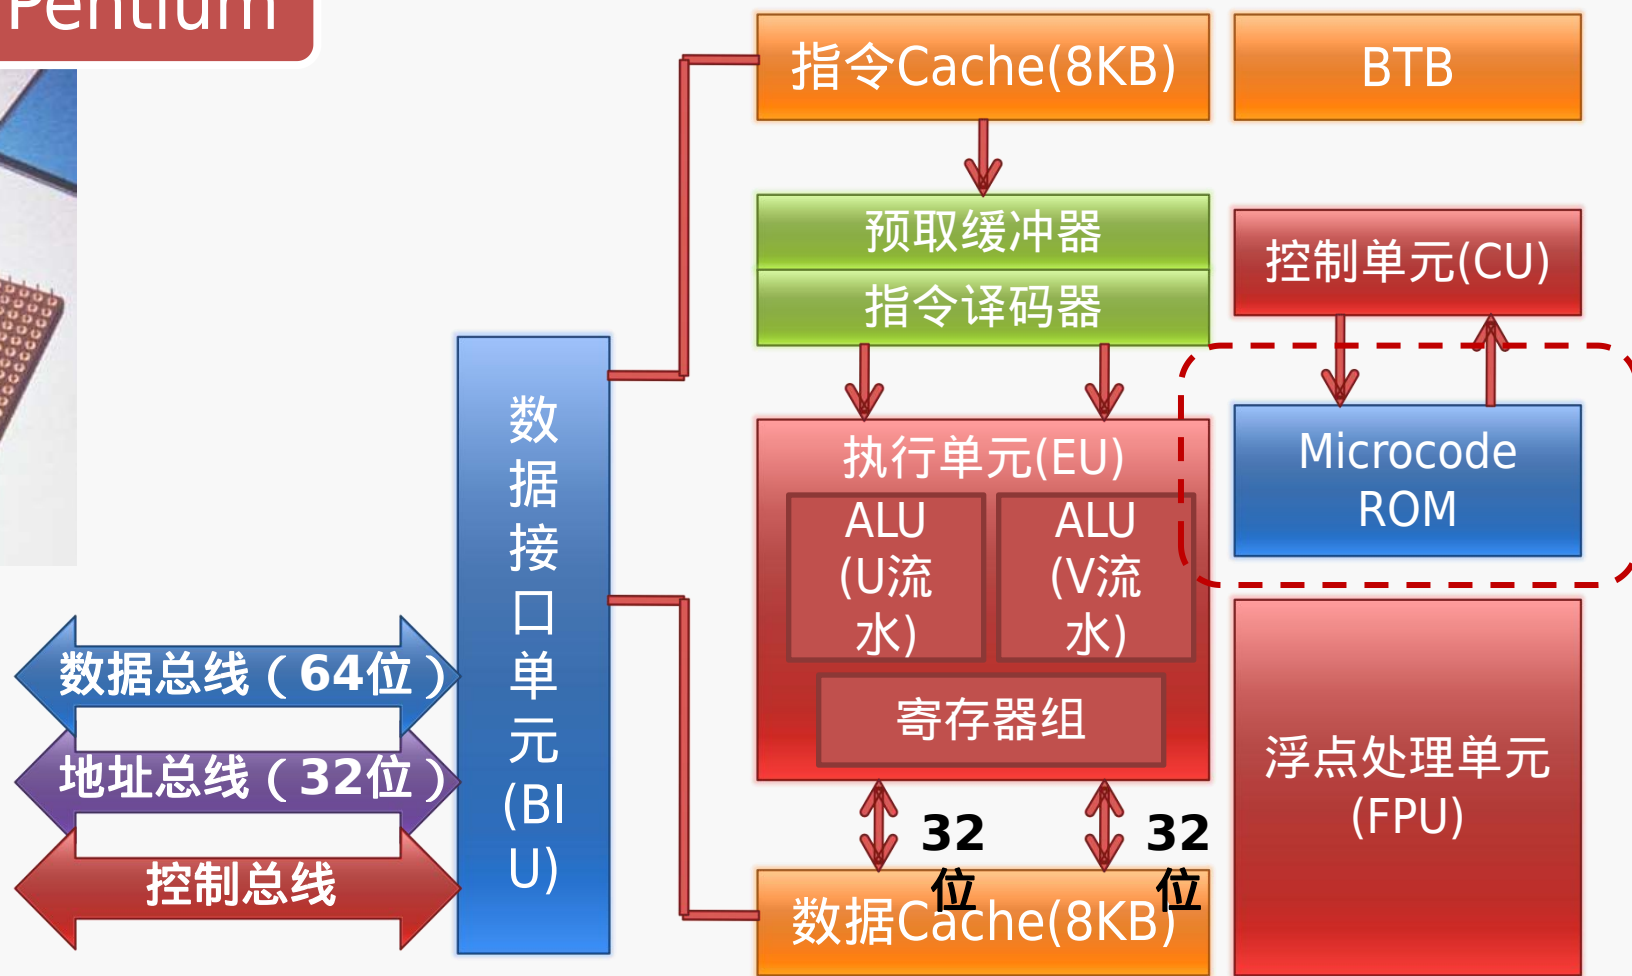 Pentium
指令Cache(8KB)
BTB
预取缓冲器
指令译码器
控制单元(CU)
数
据
接
口
单
元
(BI
U)
执行单元(EU)
ALU
(U流
水)
ALU
(V流
水)
寄存器组
Microcode
ROM
数据总线（64位）
地址总线（32位）
控制总线
浮点处理单元
(FPU)
32
位
32
位
数据Cache(8KB)